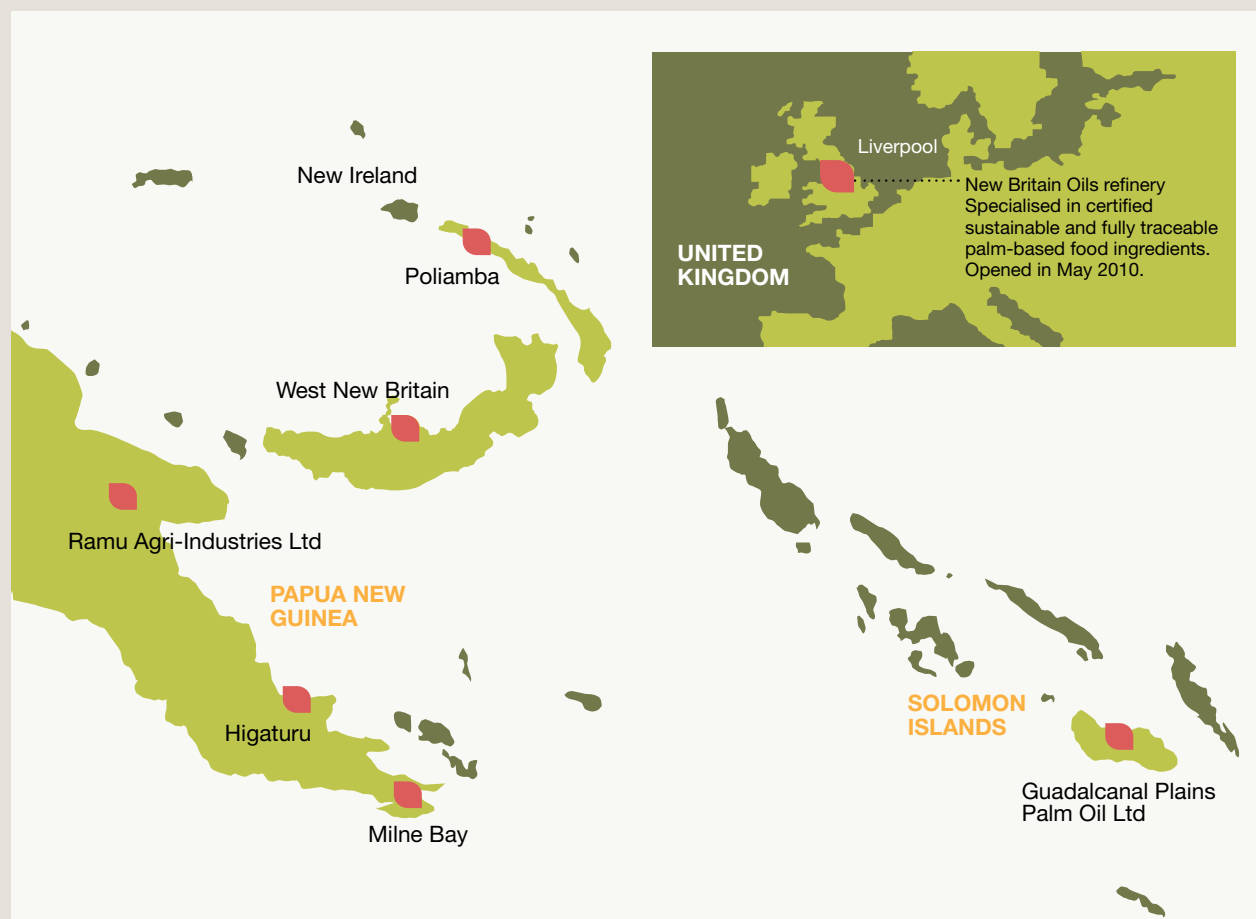 New Ireland
Poliamba
West New Britain
Ramu Agri-Industries Ltd
PAPUA NEW
GUINEA
Higaturu
Milne Bay
Liverpool
New Britain Oils refinery
Specialised in certified
sustainable and fully traceable
palm-based food ingredients.
Opened in May 2010.
UNITED
KINGDOM
SOLOMON
ISLANDS
Guadalcanal Plains
Palm Oil Ltd